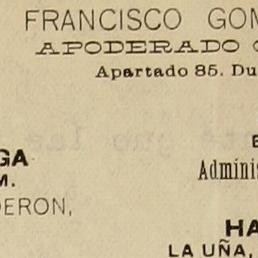 FRANCISCO GOM
APODERADO
Apartado 85. Du
GA
M.
DERON,
Adminis
HA
LA UÑA,